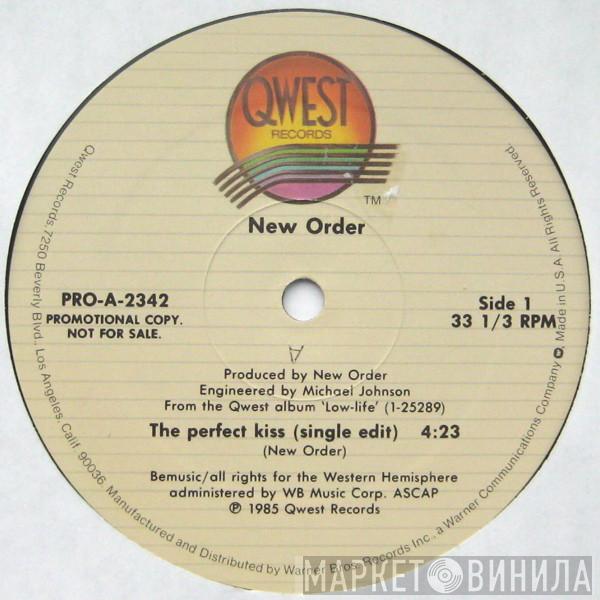 QWEST
RECORDS
TM
New Order
PRO-A-2342
PROMOTIONAL COPY.
NOT FOR SALE.
Side 1
33 1/3 RPM
A
Produced by New Order
Engineered by Michael Johnson
From the Qwest album 'Low-life' (1-25289)
The perfect kiss (single edit) 4:23
(New Order)
Bemusic/all rights for the Western Hemisphere
administered by WB Music Corp. ASCAP
℗ 1985 Qwest Records
Qwest Records, 7250 Beverly Blvd., Los Angeles, Calif. 90036 Manufactured and Distributed by Warner Bros. Records Inc., a Warner Communications Company Made in U.S.A. All Rights Reserved.
МАРКЕТ ВИНИЛА